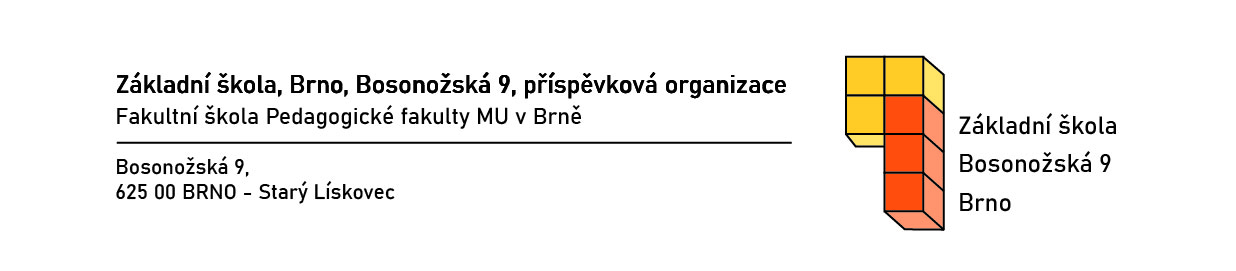 Základní škola, Brno, Bosonožská 9, příspěvková organizace
Fakultní škola Pedagogické fakulty MU v Brně
Bosonožská 9,
625 00 BRNO - Starý Lískovec
Základní škola
Bosonožská 9
Brno